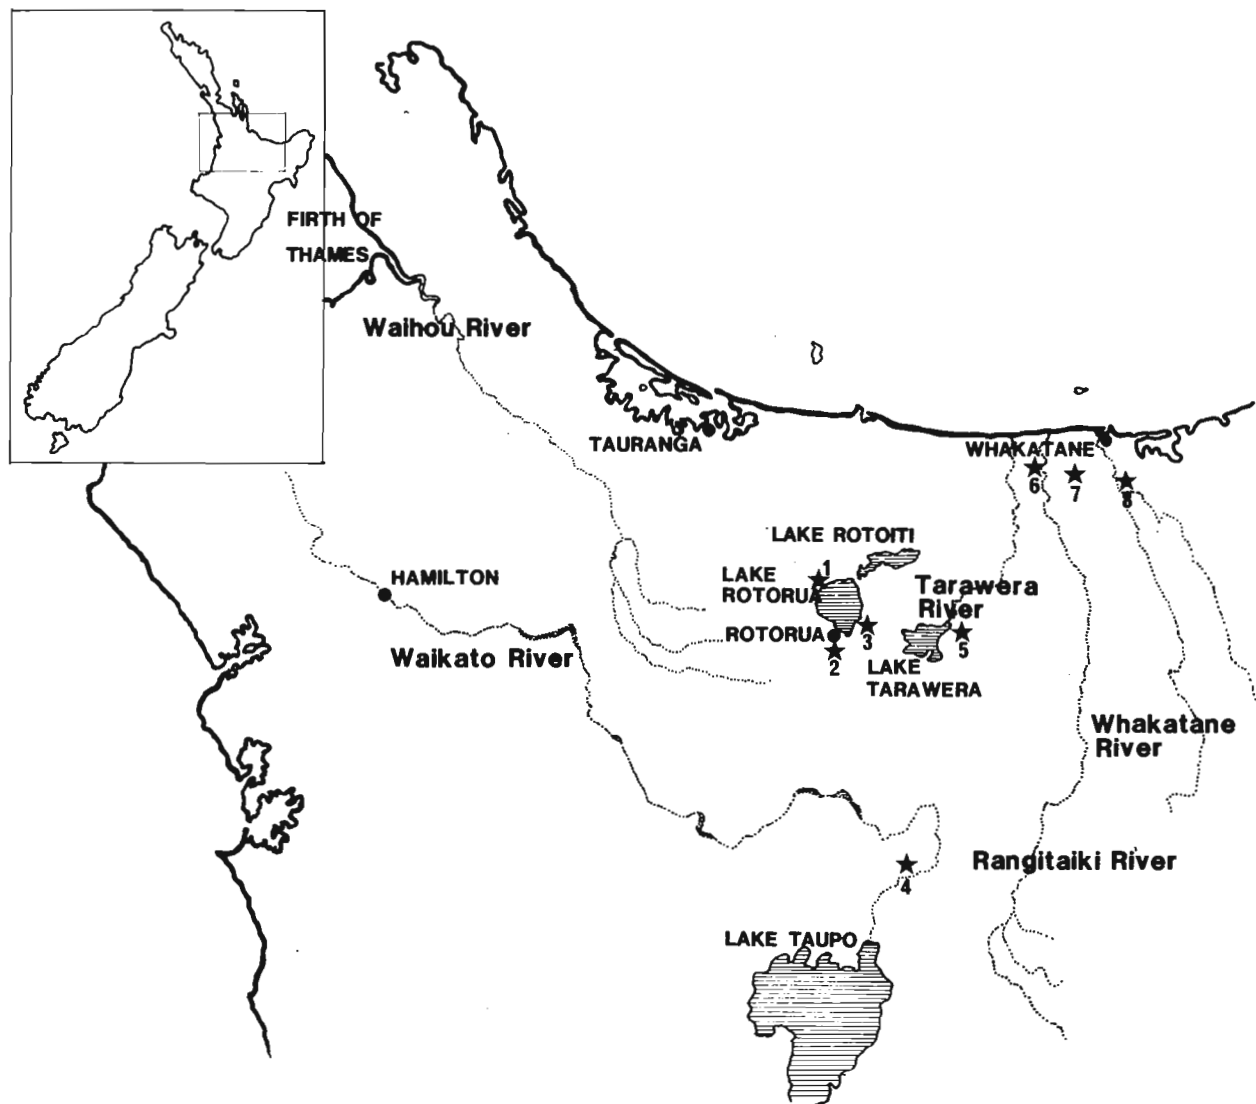 FIRTH OF
THAMES
Waihou River
TAURANGA
WHAKATANE
6
7
8
LAKE ROTOITI
1
LAKE
ROTORUA
HAMILTON
Tarawera
River
ROTORUA
3
2
5
Waikato River
LAKE
TARAWERA
Whakatane
River
Rangitaiki River
4
LAKE TAUPO